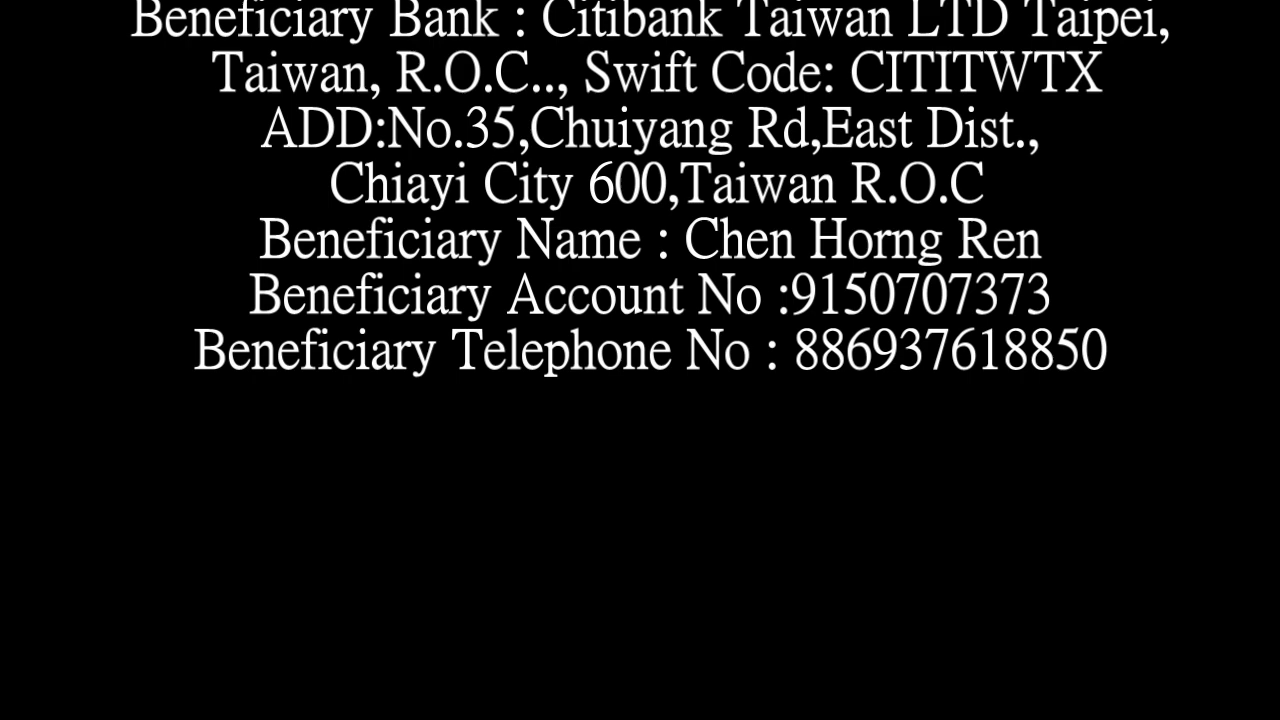 Beneficiary Bank : Citibank Taiwan LTD Taipei,
Taiwan, R.O.C.., Swift Code: CITITWTX
ADD:No.35,Chuiyang Rd,East Dist.,
Chiayi City 600,Taiwan R.O.C
Beneficiary Name : Chen Horng Ren
Beneficiary Account No :9150707373
Beneficiary Telephone No : 886937618850